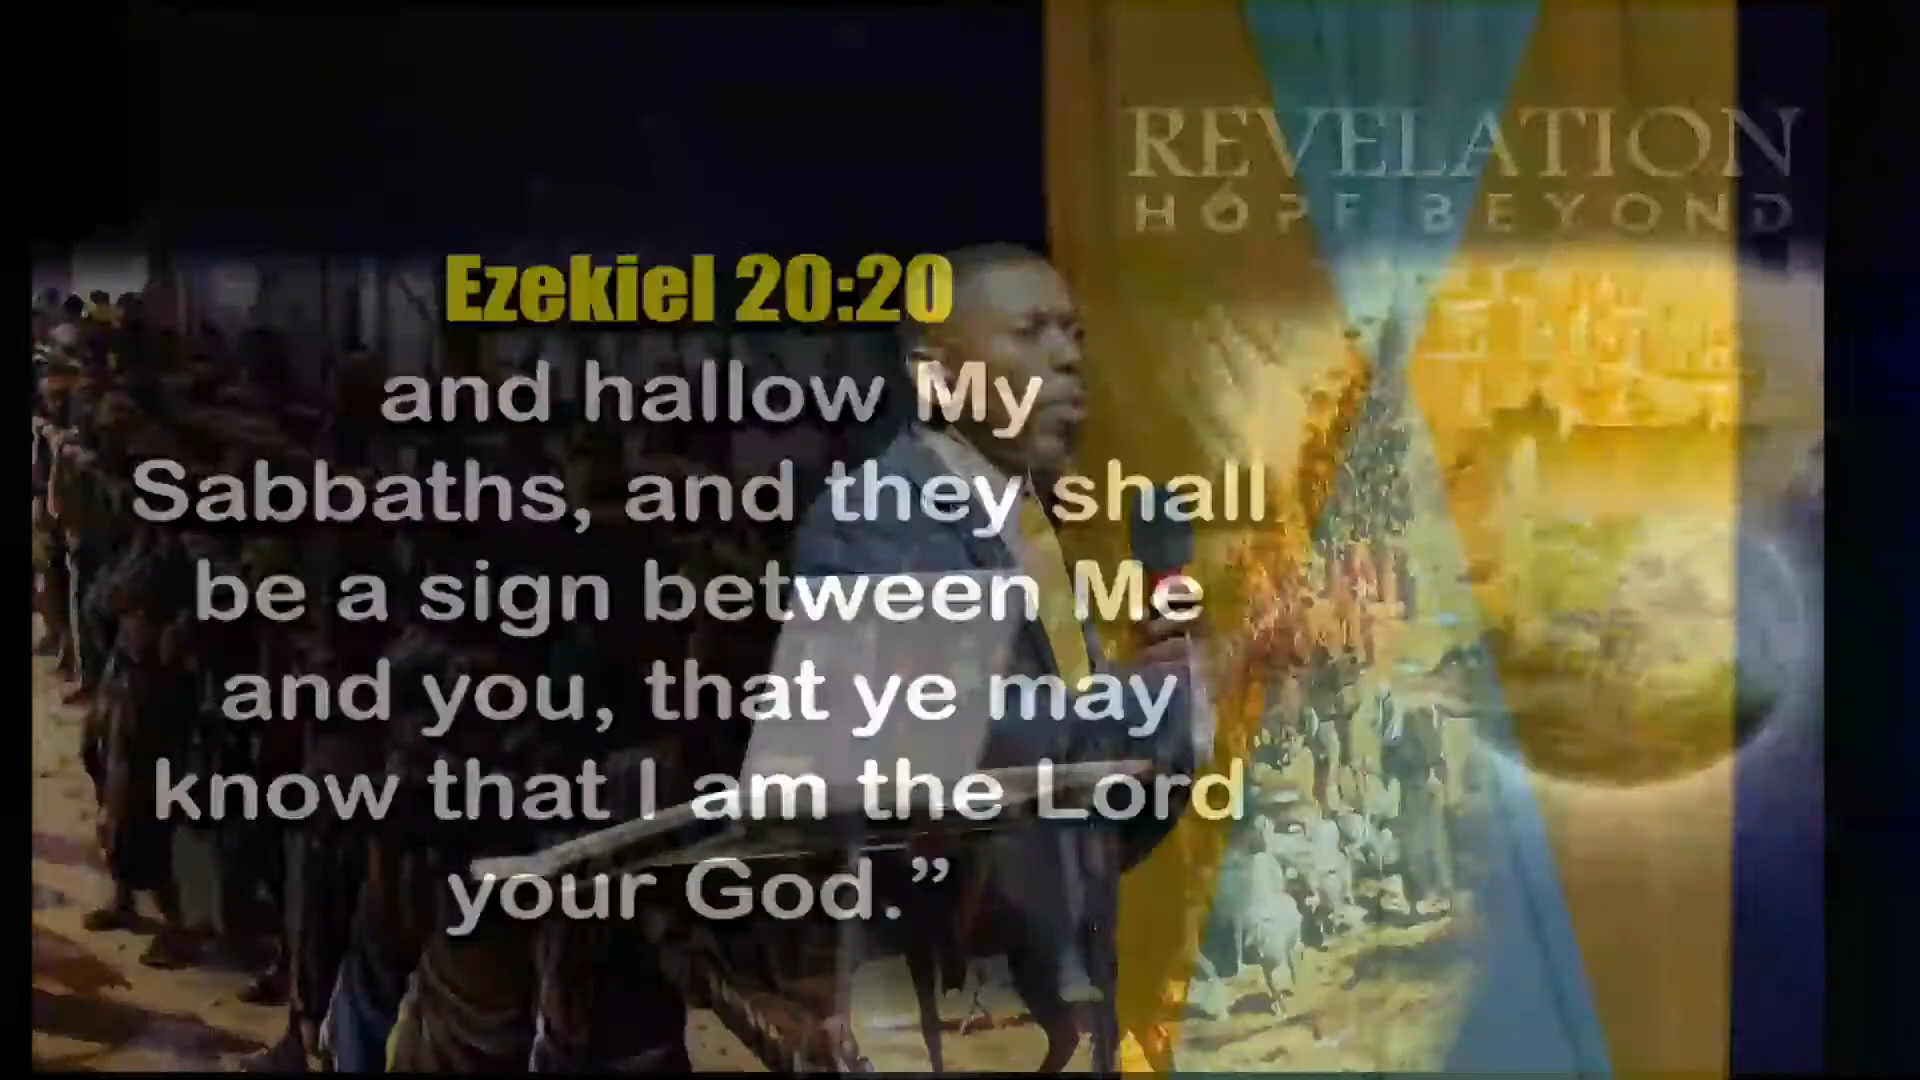 REVELATION
HOPE BEYOND
Ezekiel 20:20
and hallow My
Sabbaths, and they shall
be a sign between Me
and you, that ye may
know that I am the Lord
your God.”